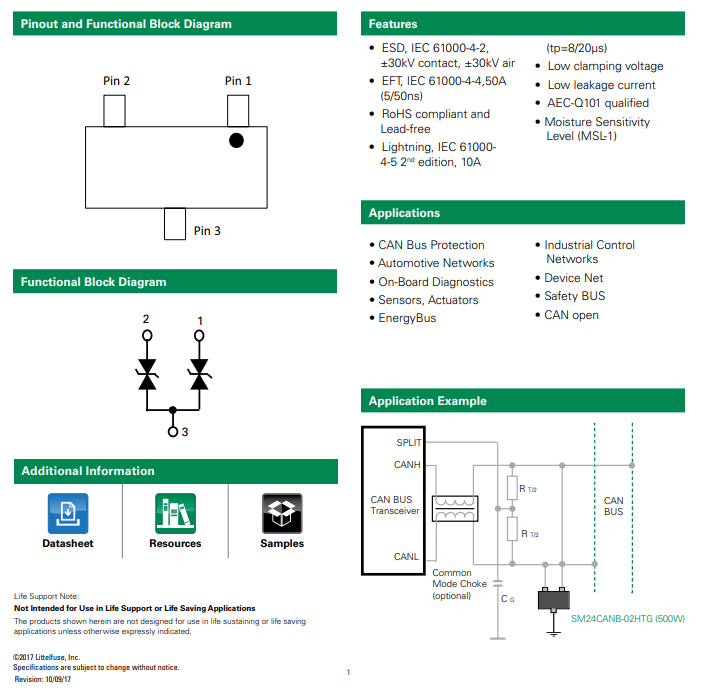 Pinout and Functional Block Diagram
Pin 2
Pin 1
Pin 3
Functional Block Diagram
2
1
3
Additional Information
Datasheet
Resources
Samples
Life Support Note:
Not Intended for Use in Life Support or Life Saving Applications
The products shown herein are not designed for use in life sustaining or life saving
applications unless otherwise expressly indicated.
©2017 Littelfuse, Inc.
Specifications are subject to change without notice.
Revision: 10/09/17
Features
• ESD, IEC 61000-4-2,
±30kV contact, ±30kV air
• EFT, IEC 61000-4-4,50A
(5/50ns)
• RoHS compliant and
Lead-free
• Lightning, IEC 61000-
4-5 2nd edition, 10A
(tp=8/20µs)
• Low clamping voltage
• Low leakage current
• AEC-Q101 qualified
• Moisture Sensitivity
Level (MSL-1)
Applications
• CAN Bus Protection
• Automotive Networks
• On-Board Diagnostics
• Sensors, Actuators
• EnergyBus
• Industrial Control
Networks
• Device Net
• Safety BUS
• CAN open
Application Example
SPLIT
CANH
CAN BUS
Transceiver
CANL
Common
Mode Choke
(optional)
R T/2
R T/2
C G
CAN
BUS
SM24CANB-02HTG (500W)
1